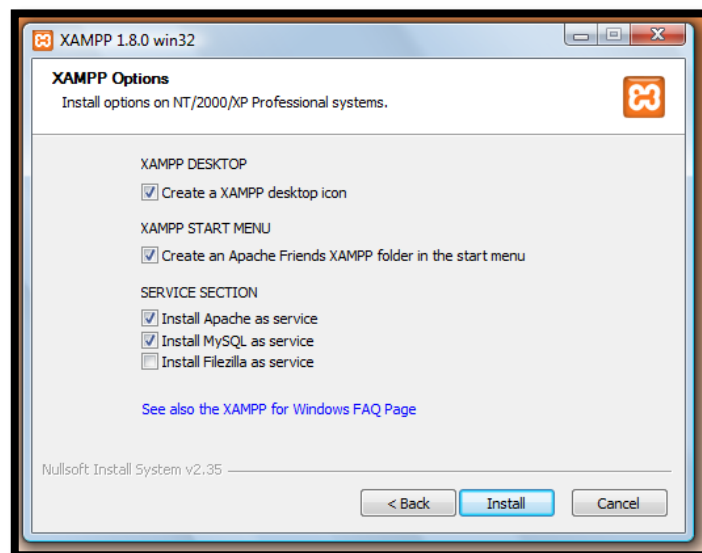 XAMPP 1.8.0 win32
XAMPP Options
Install options on NT/2000/XP Professional systems.
XAMPP DESKTOP
Create a XAMPP desktop icon
XAMPP START MENU
Create an Apache Friends XAMPP folder in the start menu
SERVICE SECTION
Install Apache as service
Install MySQL as service
Install Filezilla as service
See also the XAMPP for Windows FAQ Page
Nullsoft Install System v2.35
< Back Install Cancel